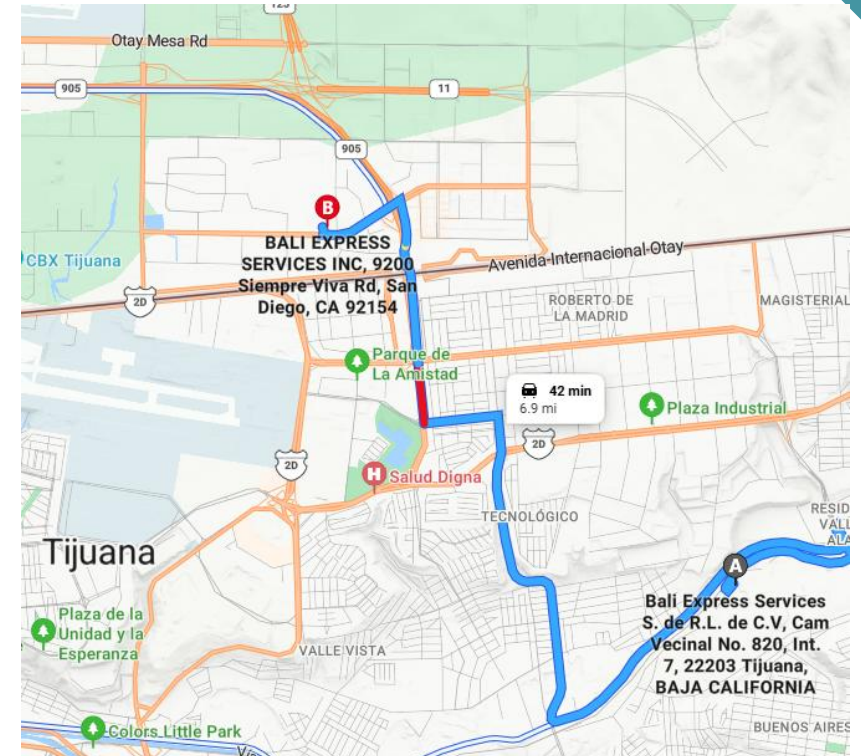 125
Otay Mesa Rd
905
11
905
B
BALI EXPRESS
SERVICES INC, 9200
Siempre Viva Rd, San
Diego, CA 92154
CBX Tijuana
Avenida Internacional Otay
2D
ROBERTO DE
LA MADRID
MAGISTERIAL
Parque de
La Amistad
42 min
6.9 mi
Plaza Industrial
2D
2D
H
Salud Digna
TECNOLÓGICO
Tijuana
A
Bali Express Services
S. de R.L. de C.V, Cam
Vecinal No. 820, Int.
7, 22203 Tijuana,
BAJA CALIFORNIA
Plaza de la
Unidad y la
Esperanza
VALLE VISTA
Colors Little Park
BUENOS AIRES